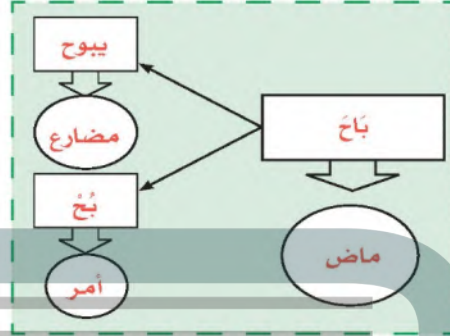 بَاحَ
ماض
يبوح
مضارع
بُحْ
أمر